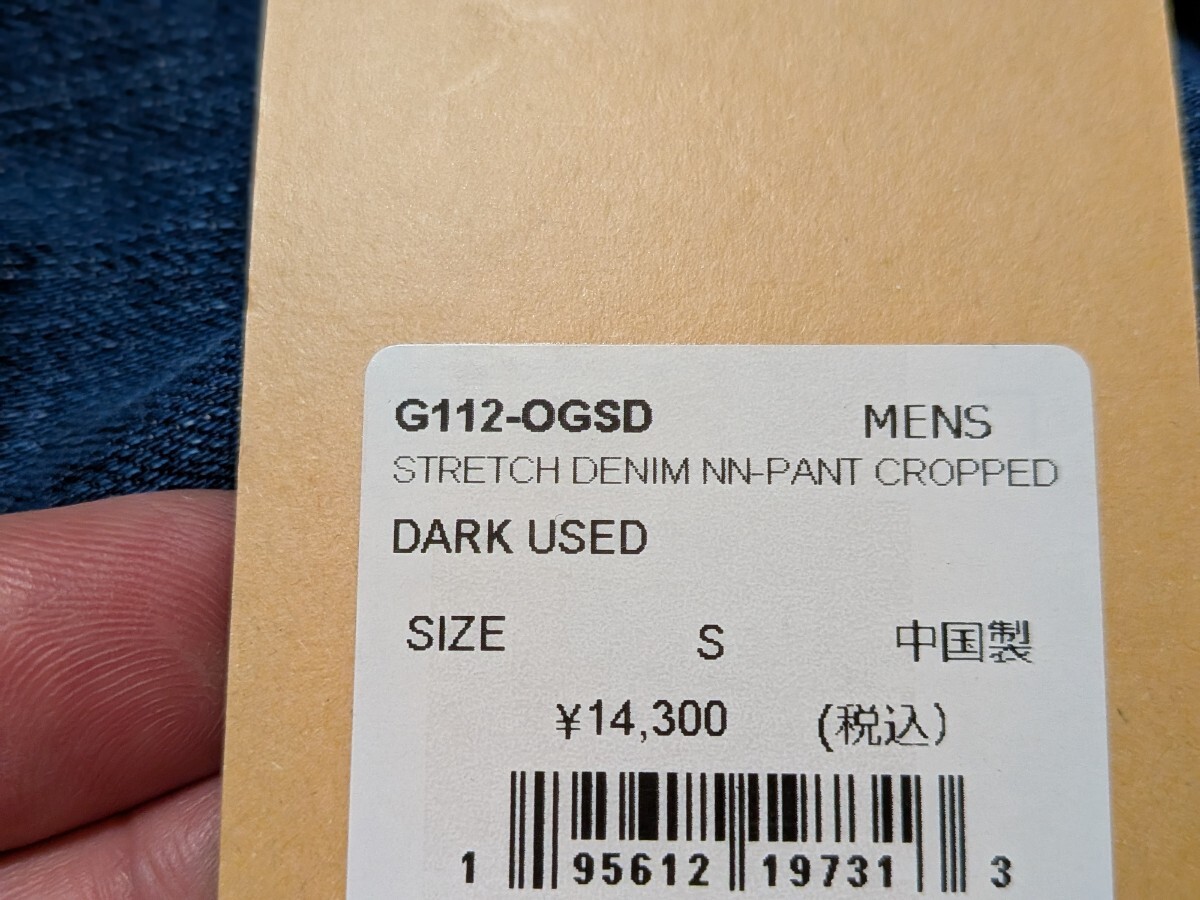 G112-OGSD MENS
STRETCH DENIM NN-PANT CROPPED
DARK USED
SIZE S 中国製
¥14,300 (税込)
1 95612 19731 3